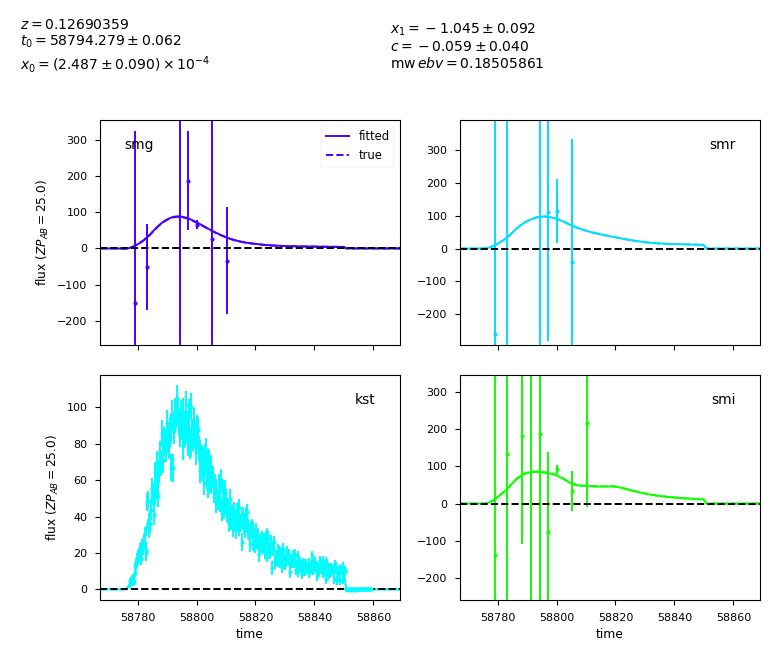 z = 0.12690359
t₀ = 58794.279 ± 0.062
x₀ = (2.487 ± 0.090) × 10⁻⁴
x₁ = −1.045 ± 0.092
c = −0.059 ± 0.040
mw ebv = 0.18505861
smg
fitted
true
300
200
100
0
−100
−200
flux (ZP_AB = 25.0)
smr
300
200
100
0
−100
−200
kst
100
80
60
40
20
0
flux (ZP_AB = 25.0)
58780 58800 58820 58840 58860
time
smi
300
200
100
0
−100
−200
58780 58800 58820 58840 58860
time